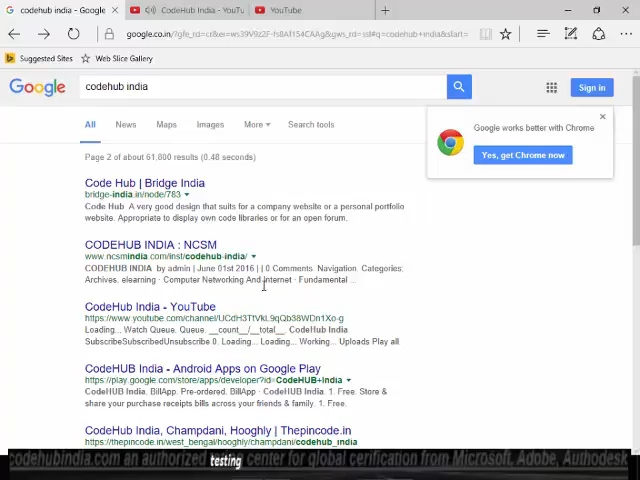 codehub india - Google
CodeHub India - YouTu
YouTube
google.co.in/?gfe_rd=cr&ei=
Suggested Sites
Web Slice Gallery
Google
codehub india
Sign in
All
News
Maps
Images
More
Search tools
Google works better with Chrome
Yes, get Chrome now
Page 2 of about 61,800 results (0.48 seconds)
Code Hub | Bridge India
bridge-india.in/node/783
Code Hub. A very good design that suits for a company website or a personal portfolio
website. Appropriate to display own code libraries or for an open forum.
CODEHUB INDIA : NCSM
www.ncsmindia.com/inst/codehub-india/
CODEHUB INDIA by admin | June 01st 2016 | | 0 Comments. Navigation. Categories:
Archives. elearning · Computer Networking And Internet · Fundamental ...
CodeHub India - YouTube
https://www.youtube.com/channel/
Loading... Watch Queue. Queue. __count__/__total__. CodeHub India
SubscribeSubscribedUnsubscribe 0. Loading... Loading... Working... Uploads Play all
CodeHUB India - Android Apps on Google Play
https://play.google.com/store/apps/developer?id=CodeHUB+India
CodeHUB India. BillApp. Pre-ordered. BillApp · CodeHUB India. 1. Free. Store &
share your purchase receipts bills across your friends & family. 1. Free.
CodeHub India, Champdani, Hooghly | Thepincode.in
https://thepincode.in/west_bengal/hooghly/champdani/codehub_india
codehubindia.com an authorized testing center for global cerification from Microsoft, Adobe, Authodesk